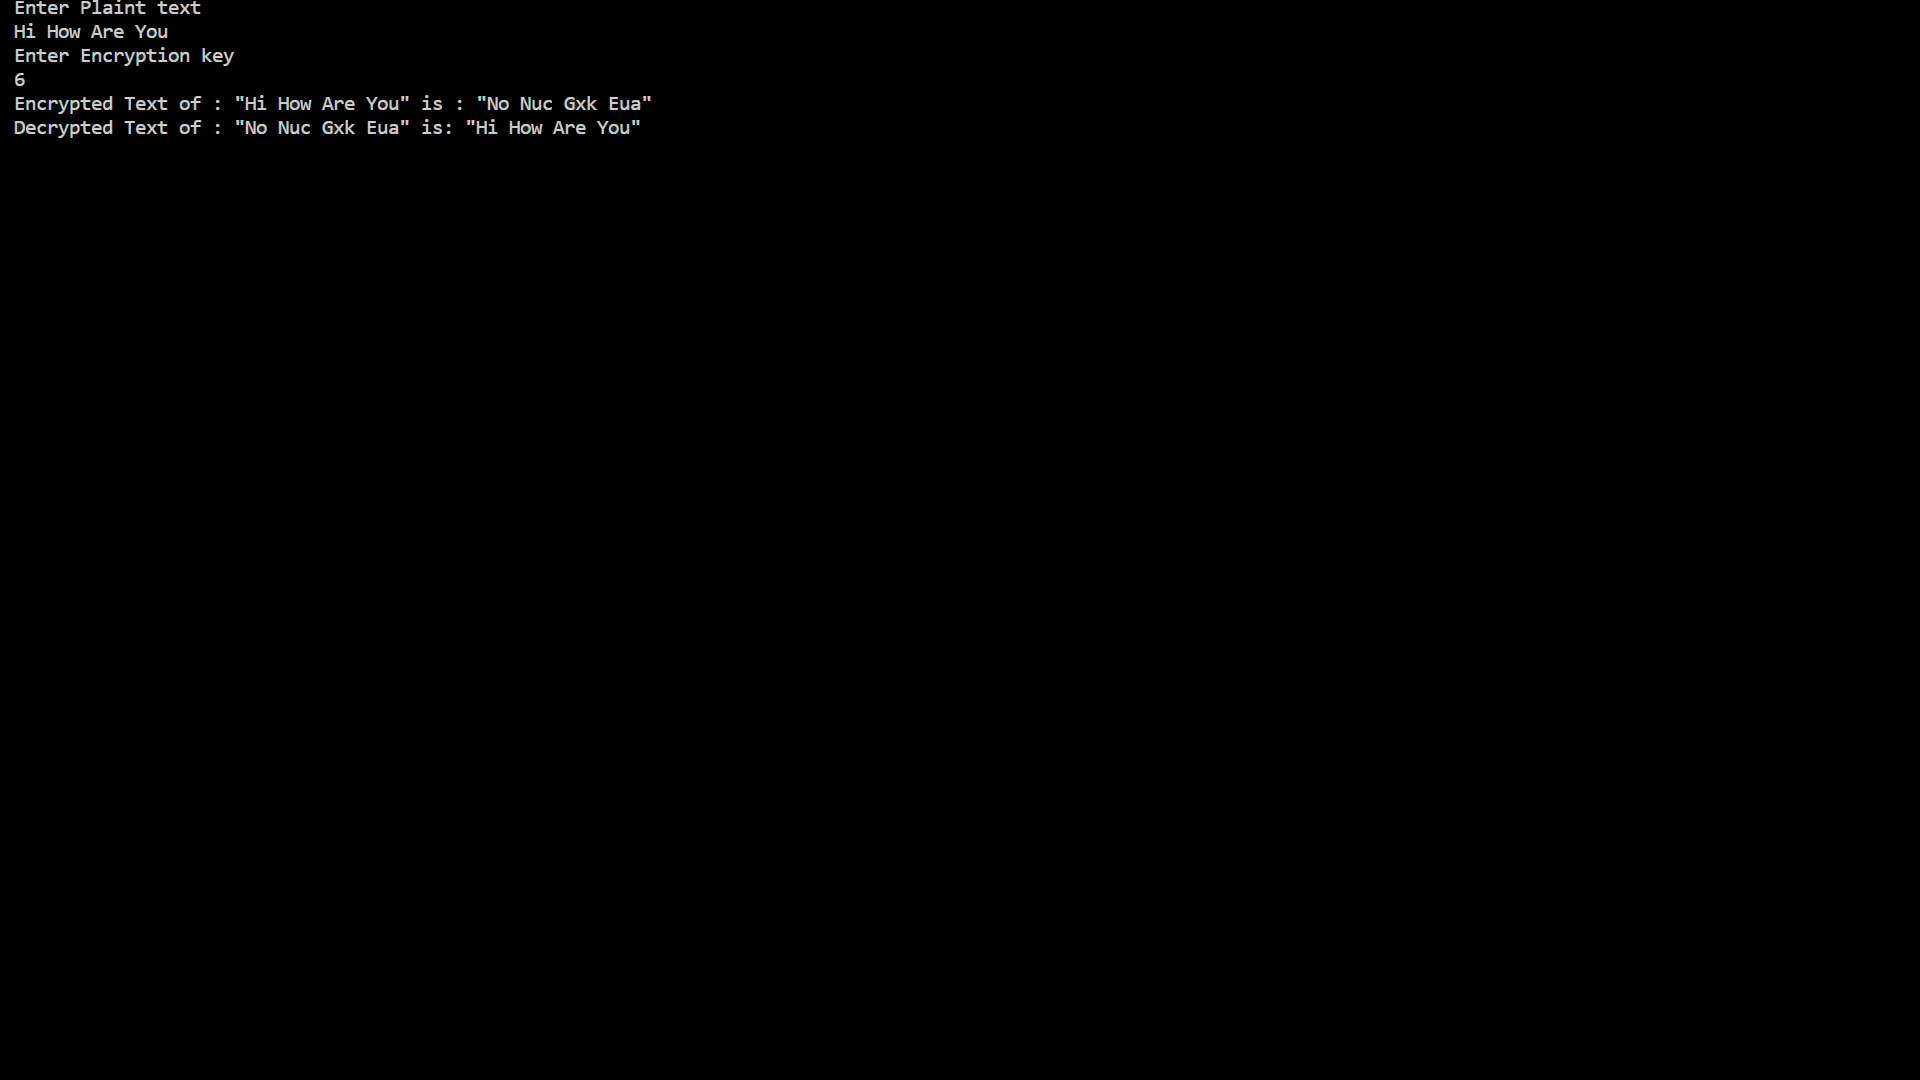 Enter Plaint text
Hi How Are You
Enter Encryption key
6
Encrypted Text of : "Hi How Are You" is : "No Nuc Gxk Eua"
Decrypted Text of : "No Nuc Gxk Eua" is: "Hi How Are You"